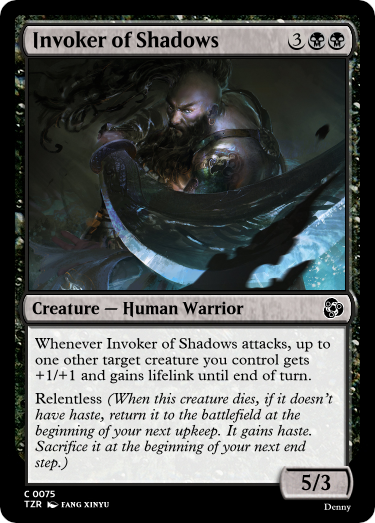 Invoker of Shadows 3
Creature — Human Warrior
Whenever Invoker of Shadows attacks, up to
one other target creature you control gets
+1/+1 and gains lifelink until end of turn.
Relentless (When this creature dies, if it doesn't
have haste, return it to the battlefield at the
beginning of your next upkeep. It gains haste.
Sacrifice it at the beginning of your next end
step.)
5/3
C 0075
TZR FANG XINYU
Denny